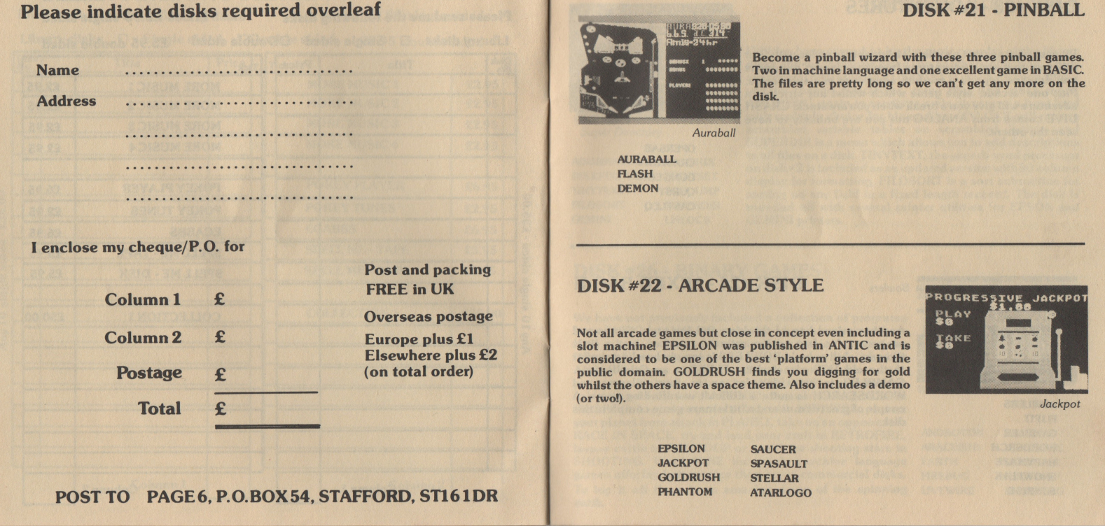 Please indicate disks required overleaf
Name ..............................
Address ..............................
..............................
..............................
..............................
I enclose my cheque/P.O. for
Column 1 £
Column 2 £
Postage £
Total £
Post and packing
FREE in UK
Overseas postage
Europe plus £1
Elsewhere plus £2
(on total order)
POST TO PAGE 6, P.O. BOX 54, STAFFORD, ST16 1DR
DISK #21 - PINBALL
Become a pinball wizard with these three pinball games.
Two in machine language and one excellent game in BASIC.
The files are pretty long so we can't get any more on the
disk.
PLAYERS
Auraball
AURABALL
FLASH
DEMON
DISK #22 - ARCADE STYLE
Not all arcade games but close in concept even including a
slot machine! EPSILON was published in ANTIC and is
considered to be one of the best 'platform' games in the
public domain. GOLDRUSH finds you digging for gold
whilst the others have a space theme. Also includes a demo
(or two!).
PROGRESSIVE JACKPOT
$1.00
PLAY
$0
TAKE
$0
Jackpot
EPSILON SAUCER
JACKPOT SPASAULT
GOLDRUSH STELLAR
PHANTOM ATARLOGO